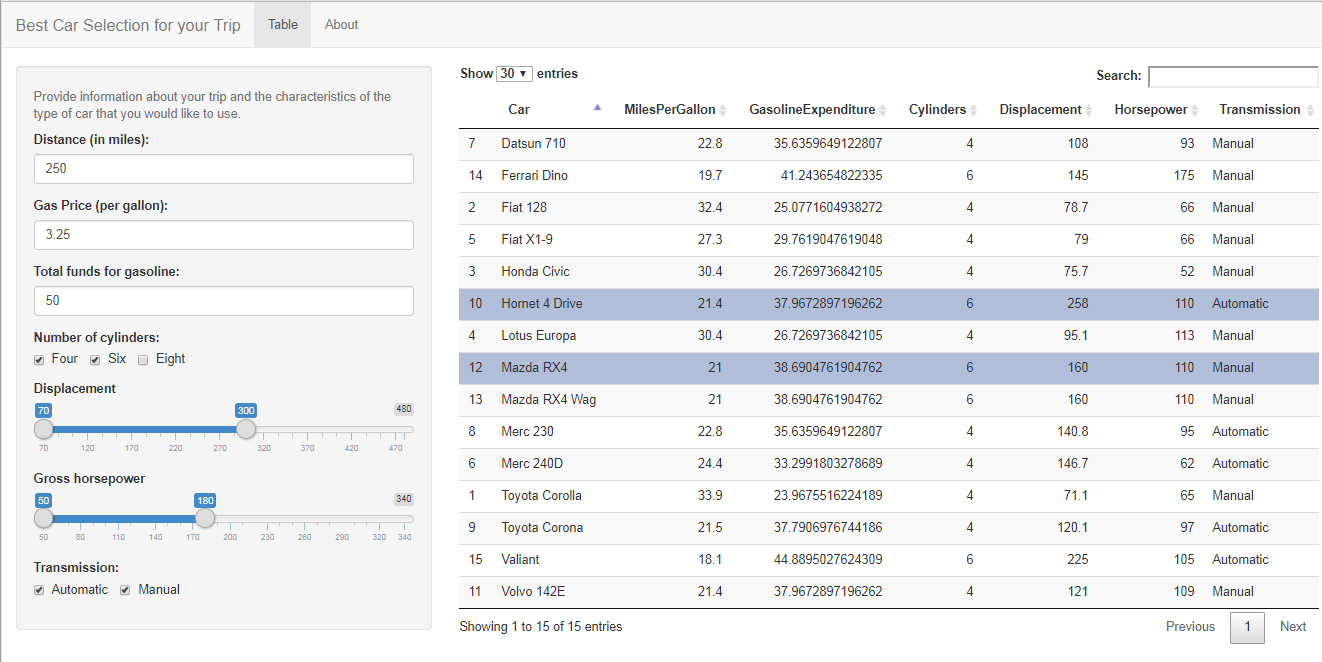 Best Car Selection for your Trip Table About
Provide information about your trip and the characteristics of the
type of car that you would like to use.
Distance (in miles):
250
Gas Price (per gallon):
3.25
Total funds for gasoline:
50
Number of cylinders:
Four Six Eight
Displacement
70 300 480
70 120 170 220 270 320 370 420 470
Gross horsepower
50 180 340
50 80 110 140 170 200 230 260 290 320 340
Transmission:
Automatic Manual
Show 30 entries
Search:
Car MilesPerGallon GasolineExpenditure Cylinders Displacement Horsepower Transmission
7 Datsun 710 22.8 35.6359649122807 4 108 93 Manual
14 Ferrari Dino 19.7 41.243654822335 6 145 175 Manual
2 Fiat 128 32.4 25.0771604938272 4 78.7 66 Manual
5 Fiat X1-9 27.3 29.7619047619048 4 79 66 Manual
3 Honda Civic 30.4 26.7269736842105 4 75.7 52 Manual
10 Hornet 4 Drive 21.4 37.9672897196262 6 258 110 Automatic
4 Lotus Europa 30.4 26.7269736842105 4 95.1 113 Manual
12 Mazda RX4 21 38.6904761904762 6 160 110 Manual
13 Mazda RX4 Wag 21 38.6904761904762 6 160 110 Manual
8 Merc 230 22.8 35.6359649122807 4 140.8 95 Automatic
6 Merc 240D 24.4 33.2991803278689 4 146.7 62 Automatic
1 Toyota Corolla 33.9 23.9675516224189 4 71.1 65 Manual
9 Toyota Corona 21.5 37.7906976744186 4 120.1 97 Automatic
15 Valiant 18.1 44.8895027624309 6 225 105 Automatic
11 Volvo 142E 21.4 37.9672897196262 4 121 109 Manual
Showing 1 to 15 of 15 entries
Previous 1 Next